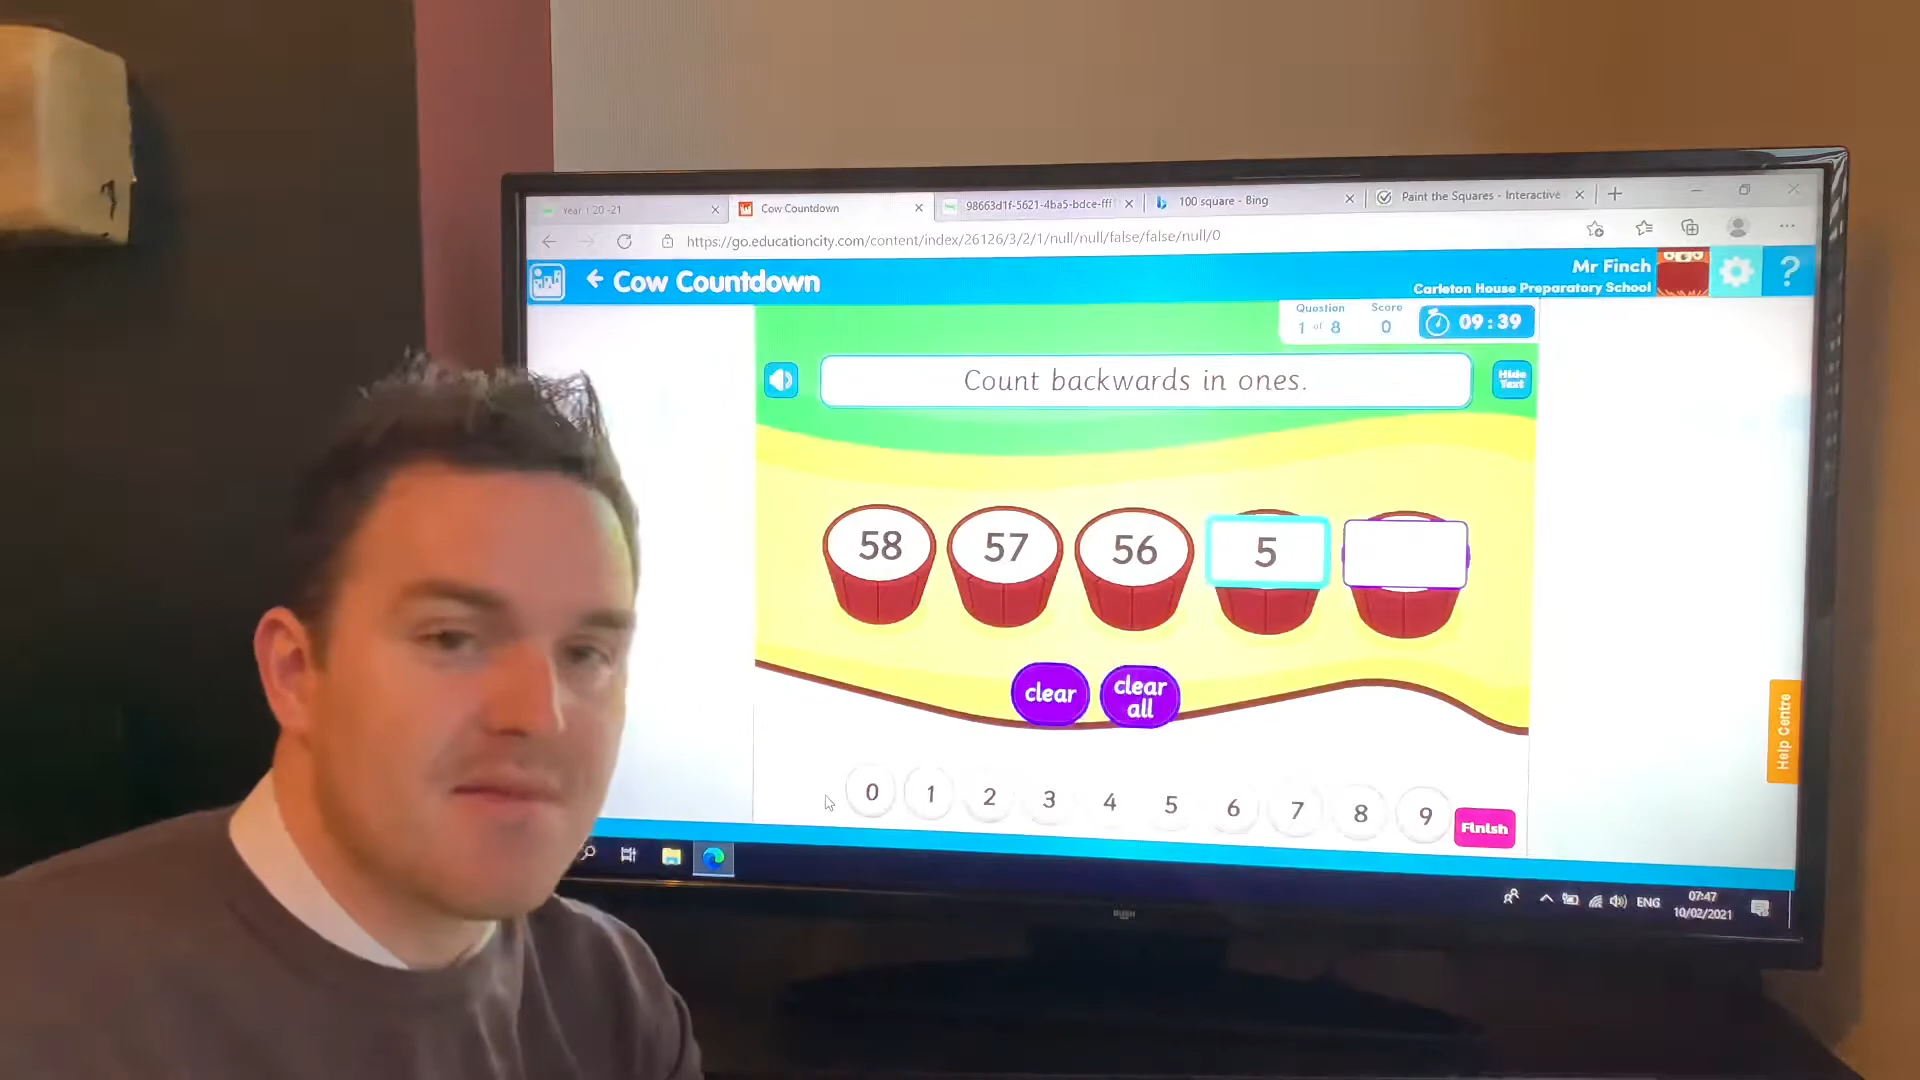 Year 1 20 -21
Cow Countdown
98663d1f-5621-4ba5-bdce-fff
100 square - Bing
Paint the Squares - Interactive
https://go.educationcity.com/content/index/26126/3/2/1/null/null/false/false/null/0
Cow Countdown
Mr Finch
Carleton House Preparatory School
?
Question
1 of 8
Score
0
09:39
Count backwards in ones.
Hide
Text
58
57
56
5
clear
clear
all
Help Centre
0 1 2 3 4 5 6 7 8 9
Finish
ENG
07:47
10/02/2021
BUSH